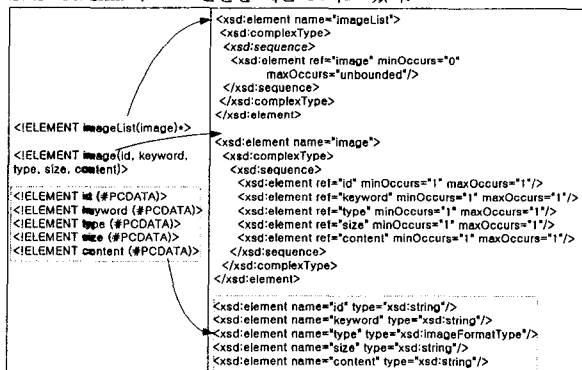 <!ELEMENT imageList(image)*>
<!ELEMENT image(id, keyword,
type, size, content)>
<!ELEMENT id (#PCDATA)>
<!ELEMENT keyword (#PCDATA)>
<!ELEMENT type (#PCDATA)>
<!ELEMENT size (#PCDATA)>
<!ELEMENT content (#PCDATA)>
<xsd:element name="imageList">
<xsd:complexType>
<xsd:sequence>
<xsd:element ref="image" minOccurs="0"
maxOccurs="unbounded"/>
</xsd:sequence>
</xsd:complexType>
</xsd:element>
<xsd:element name="image">
<xsd:complexType>
<xsd:sequence>
<xsd:element ref="id" minOccurs="1" maxOccurs="1"/>
<xsd:element ref="keyword" minOccurs="1" maxOccurs="1"/>
<xsd:element ref="type" minOccurs="1" maxOccurs="1"/>
<xsd:element ref="size" minOccurs="1" maxOccurs="1"/>
<xsd:element ref="content" minOccurs="1" maxOccurs="1"/>
</xsd:sequence>
</xsd:complexType>
</xsd:element>
<xsd:element name="id" type="xsd:string"/>
<xsd:element name="keyword" type="xsd:string"/>
<xsd:element name="type" type="xsd:imageFormatType"/>
<xsd:element name="size" type="xsd:string"/>
<xsd:element name="content" type="xsd:string"/>